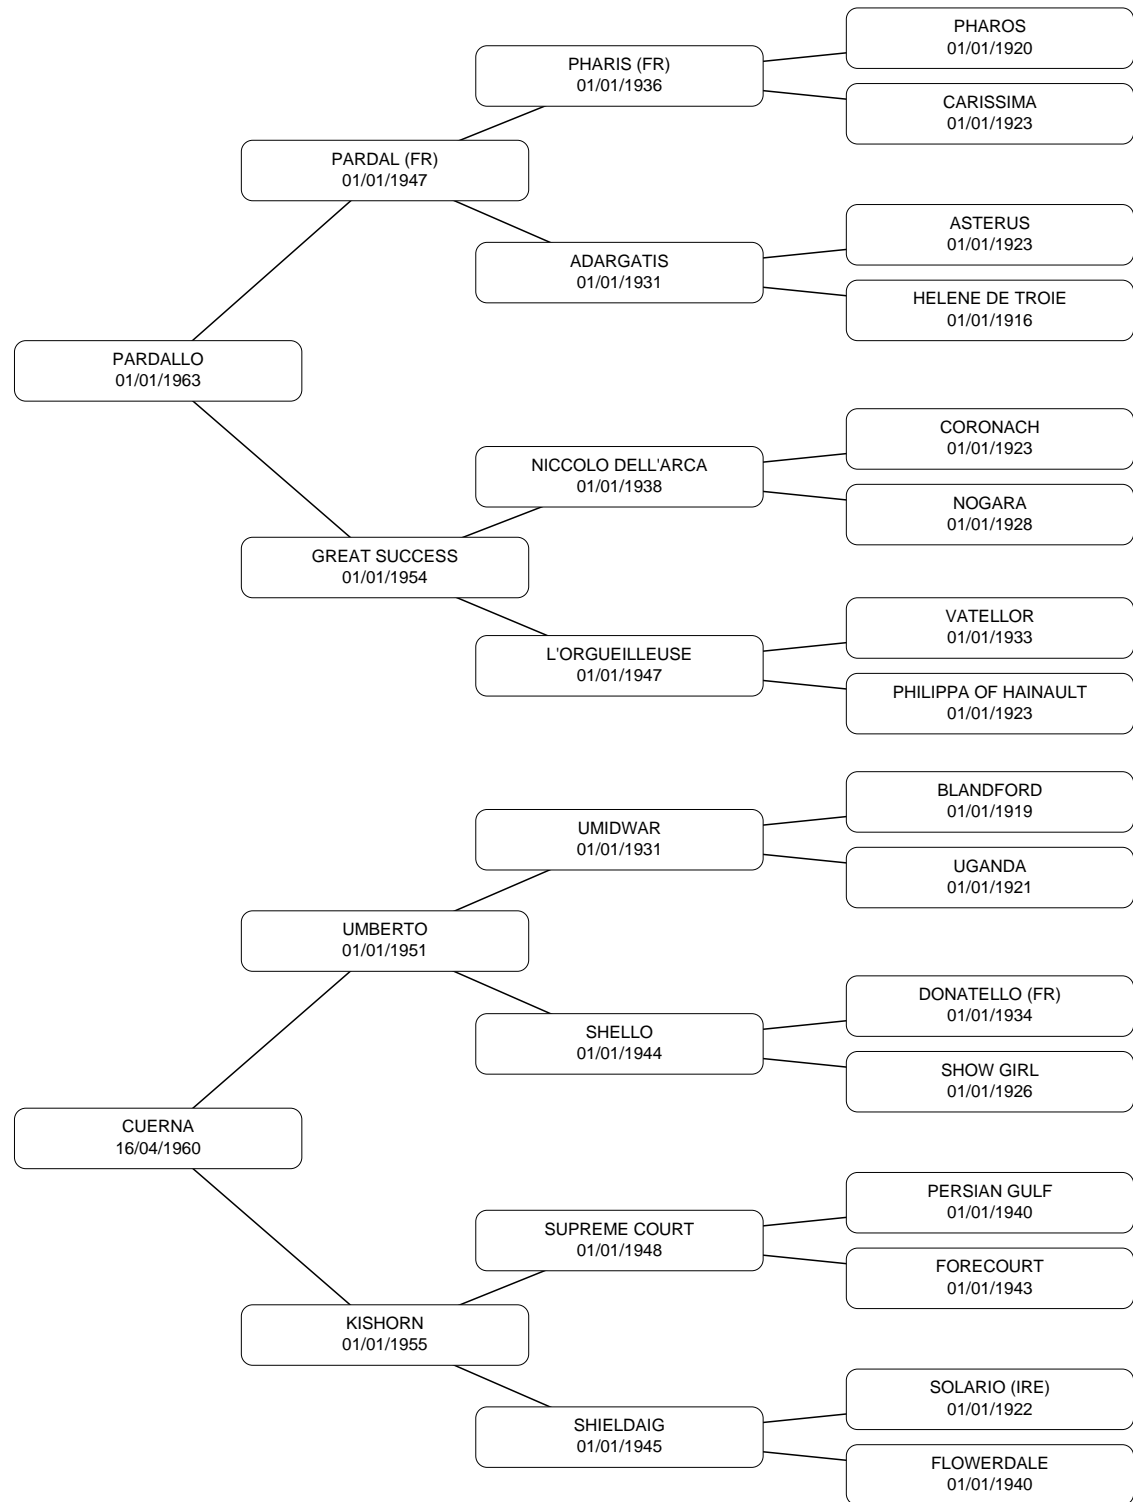 PHAROS
01/01/1920
PHARIS (FR)
01/01/1936
CARISSIMA
01/01/1923
PARDAL (FR)
01/01/1947
ASTERUS
01/01/1923
ADARGATIS
01/01/1931
HELENE DE TROIE
01/01/1916
PARDALLO
01/01/1963
CORONACH
01/01/1923
NICCOLO DELL'ARCA
01/01/1938
NOGARA
01/01/1928
GREAT SUCCESS
01/01/1954
VATELLOR
01/01/1933
L'ORGUEILLEUSE
01/01/1947
PHILIPPA OF HAINAULT
01/01/1923
BLANDFORD
01/01/1919
UMIDWAR
01/01/1931
UGANDA
01/01/1921
UMBERTO
01/01/1951
DONATELLO (FR)
01/01/1934
SHELLO
01/01/1944
SHOW GIRL
01/01/1926
CUERNA
16/04/1960
PERSIAN GULF
01/01/1940
SUPREME COURT
01/01/1948
FORECOURT
01/01/1943
KISHORN
01/01/1955
SOLARIO (IRE)
01/01/1922
SHIELDAIG
01/01/1945
FLOWERDALE
01/01/1940